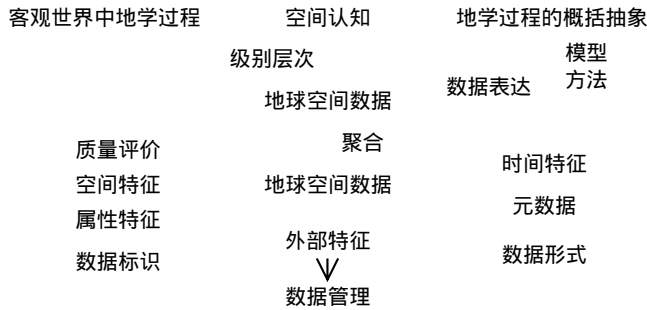 客观世界中地学过程 空间认知 地学过程的概括抽象
级别层次
模型
方法
数据表达
地球空间数据
聚合
质量评价
时间特征
空间特征
地球空间数据
属性特征
元数据
外部特征
数据标识
数据形式
数据管理